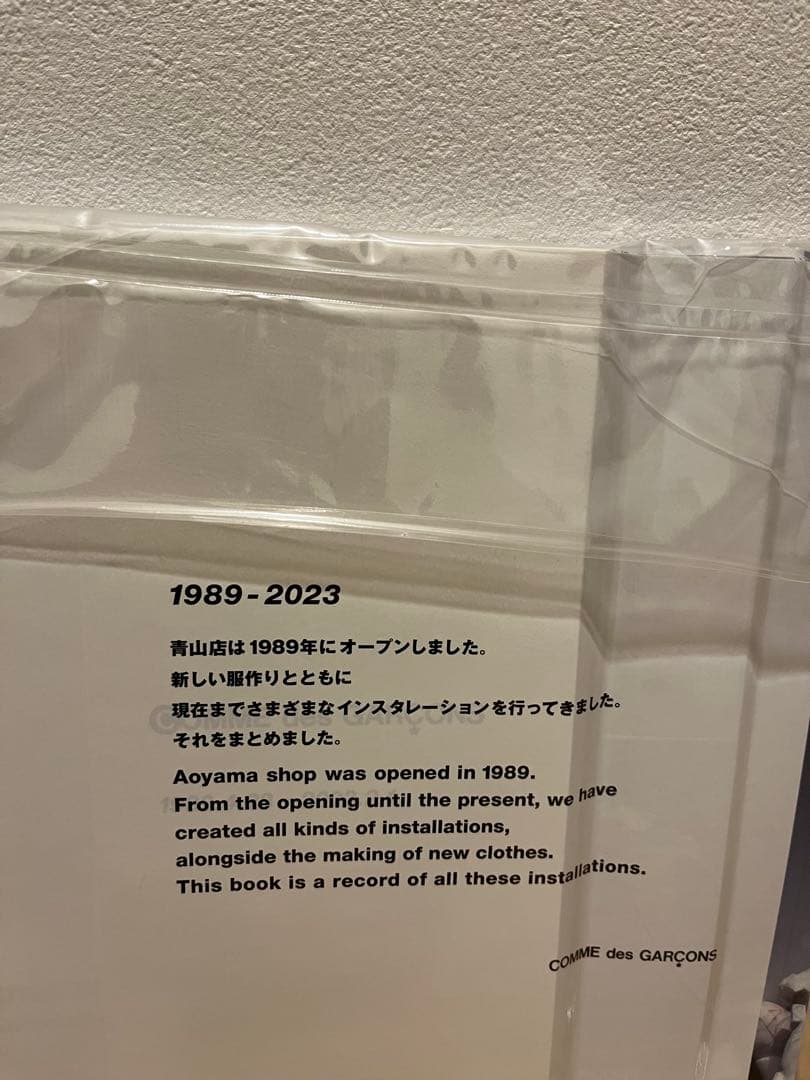 1989-2023
青山店は1989年にオープンしました。
新しい服作りとともに
現在までさまざまなインスタレーションを行ってきました。
それをまとめました。
Aoyama shop was opened in 1989.
From the opening until the present, we have
created all kinds of installations,
alongside the making of new clothes.
This book is a record of all these installations.
COMME des GARÇONS